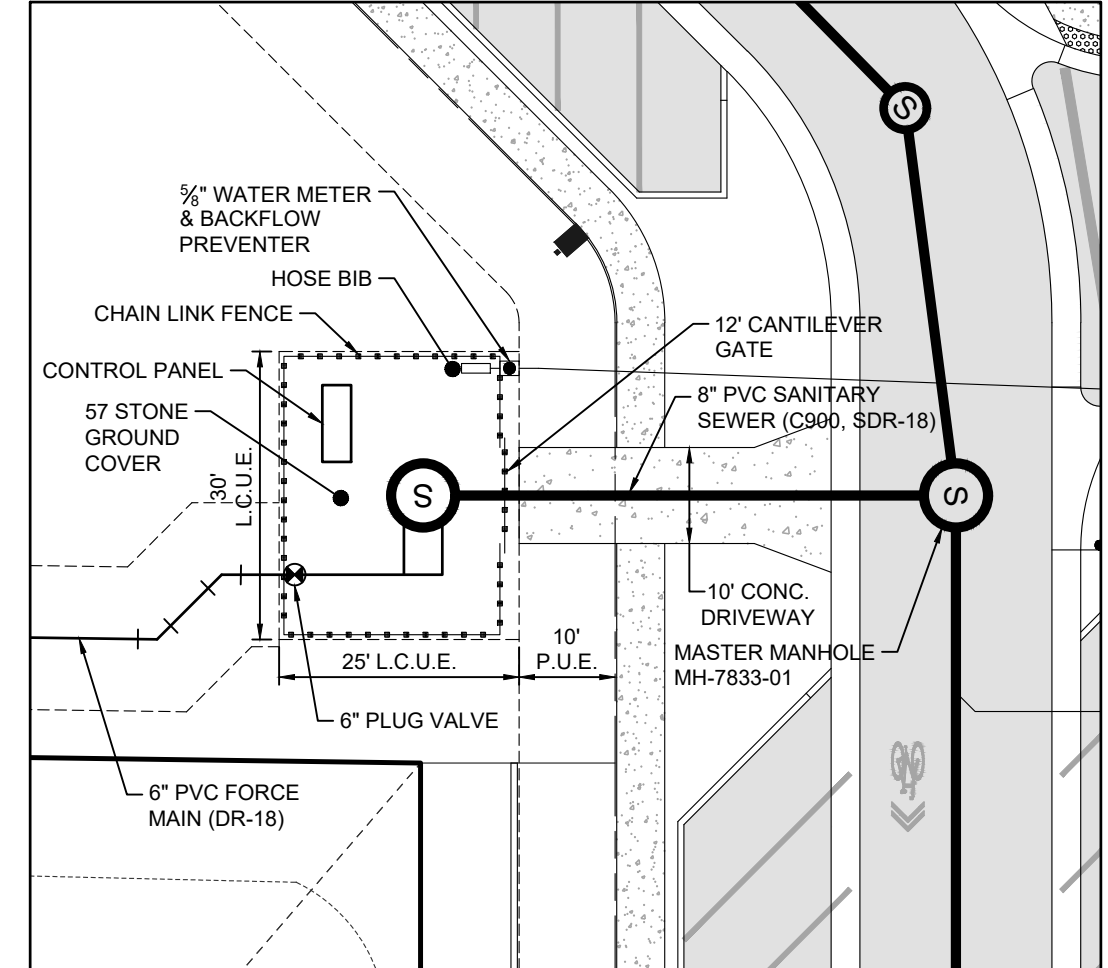 S
⅝" WATER METER
& BACKFLOW
PREVENTER
HOSE BIB
CHAIN LINK FENCE
12' CANTILEVER
GATE
CONTROL PANEL
8" PVC SANITARY
SEWER (C900, SDR-18)
57 STONE
GROUND
COVER
30'
L.C.U.E.
S
S
10' CONC.
DRIVEWAY
25' L.C.U.E.
10'
P.U.E.
MASTER MANHOLE
MH-7833-01
6" PLUG VALVE
6" PVC FORCE
MAIN (DR-18)